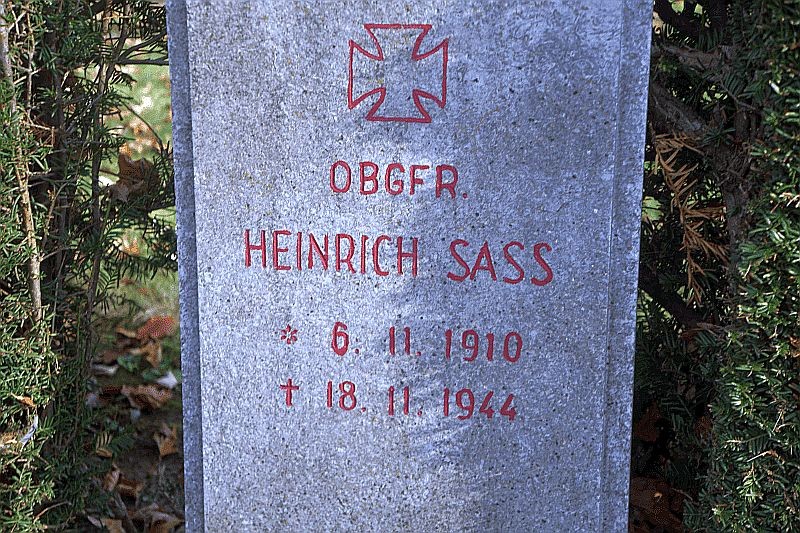 OBGFR.
HEINRICH SASS
* 6. 11. 1910
† 18. 11. 1944